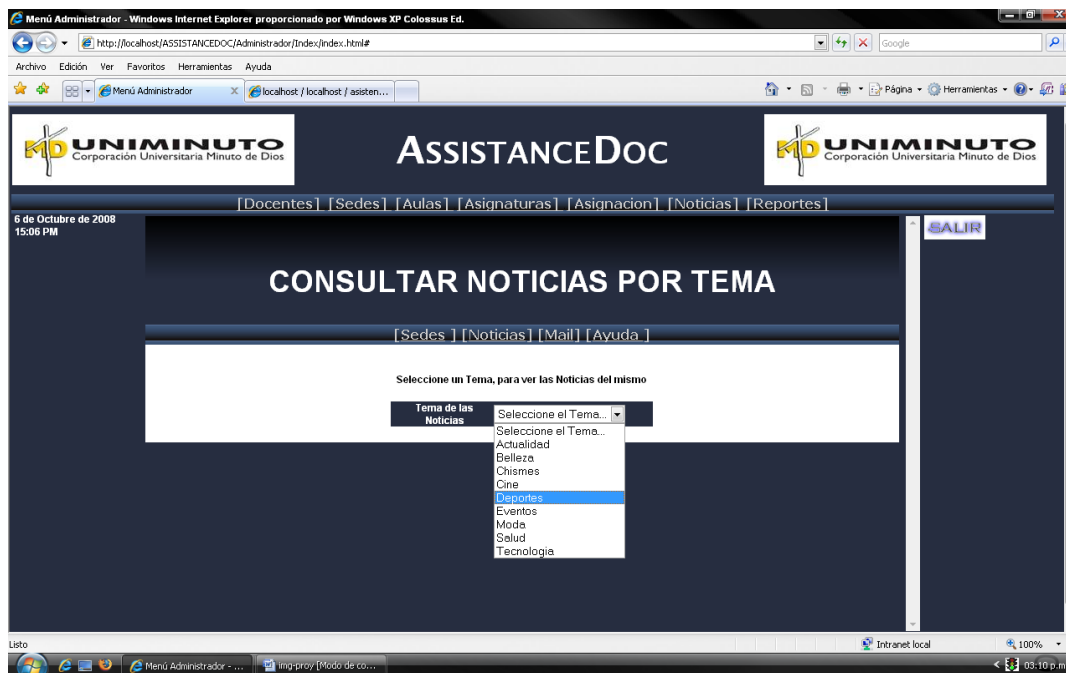 Menú Administrador - Windows Internet Explorer proporcionado por Windows XP Colossus Ed.
http://localhost/ASSISTANCEDOC/Administrador/Index/index.html#
Google
Archivo Edición Ver Favoritos Herramientas Ayuda
Menú Administrador
localhost / localhost / asisten...
Página
Herramientas
UNIMINUTO
Corporación Universitaria Minuto de Dios
ASSISTANCEDOC
UNIMINUTO
Corporación Universitaria Minuto de Dios
[Docentes] [Sedes] [Aulas] [Asignaturas] [Asignacion] [Noticias] [Reportes]
6 de Octubre de 2008
15:06 PM
SALIR
CONSULTAR NOTICIAS POR TEMA
[Sedes ] [Noticias] [Mail] [Ayuda ]
Seleccione un Tema, para ver las Noticias del mismo
Tema de las Noticias
Seleccione el Tema...
Seleccione el Tema...
Actualidad
Belleza
Chismes
Cine
Deportes
Eventos
Moda
Salud
Tecnologia
Listo
Intranet local
100%
Menú Administrador - ...
img-proy [Modo de co...
03:10 p.m